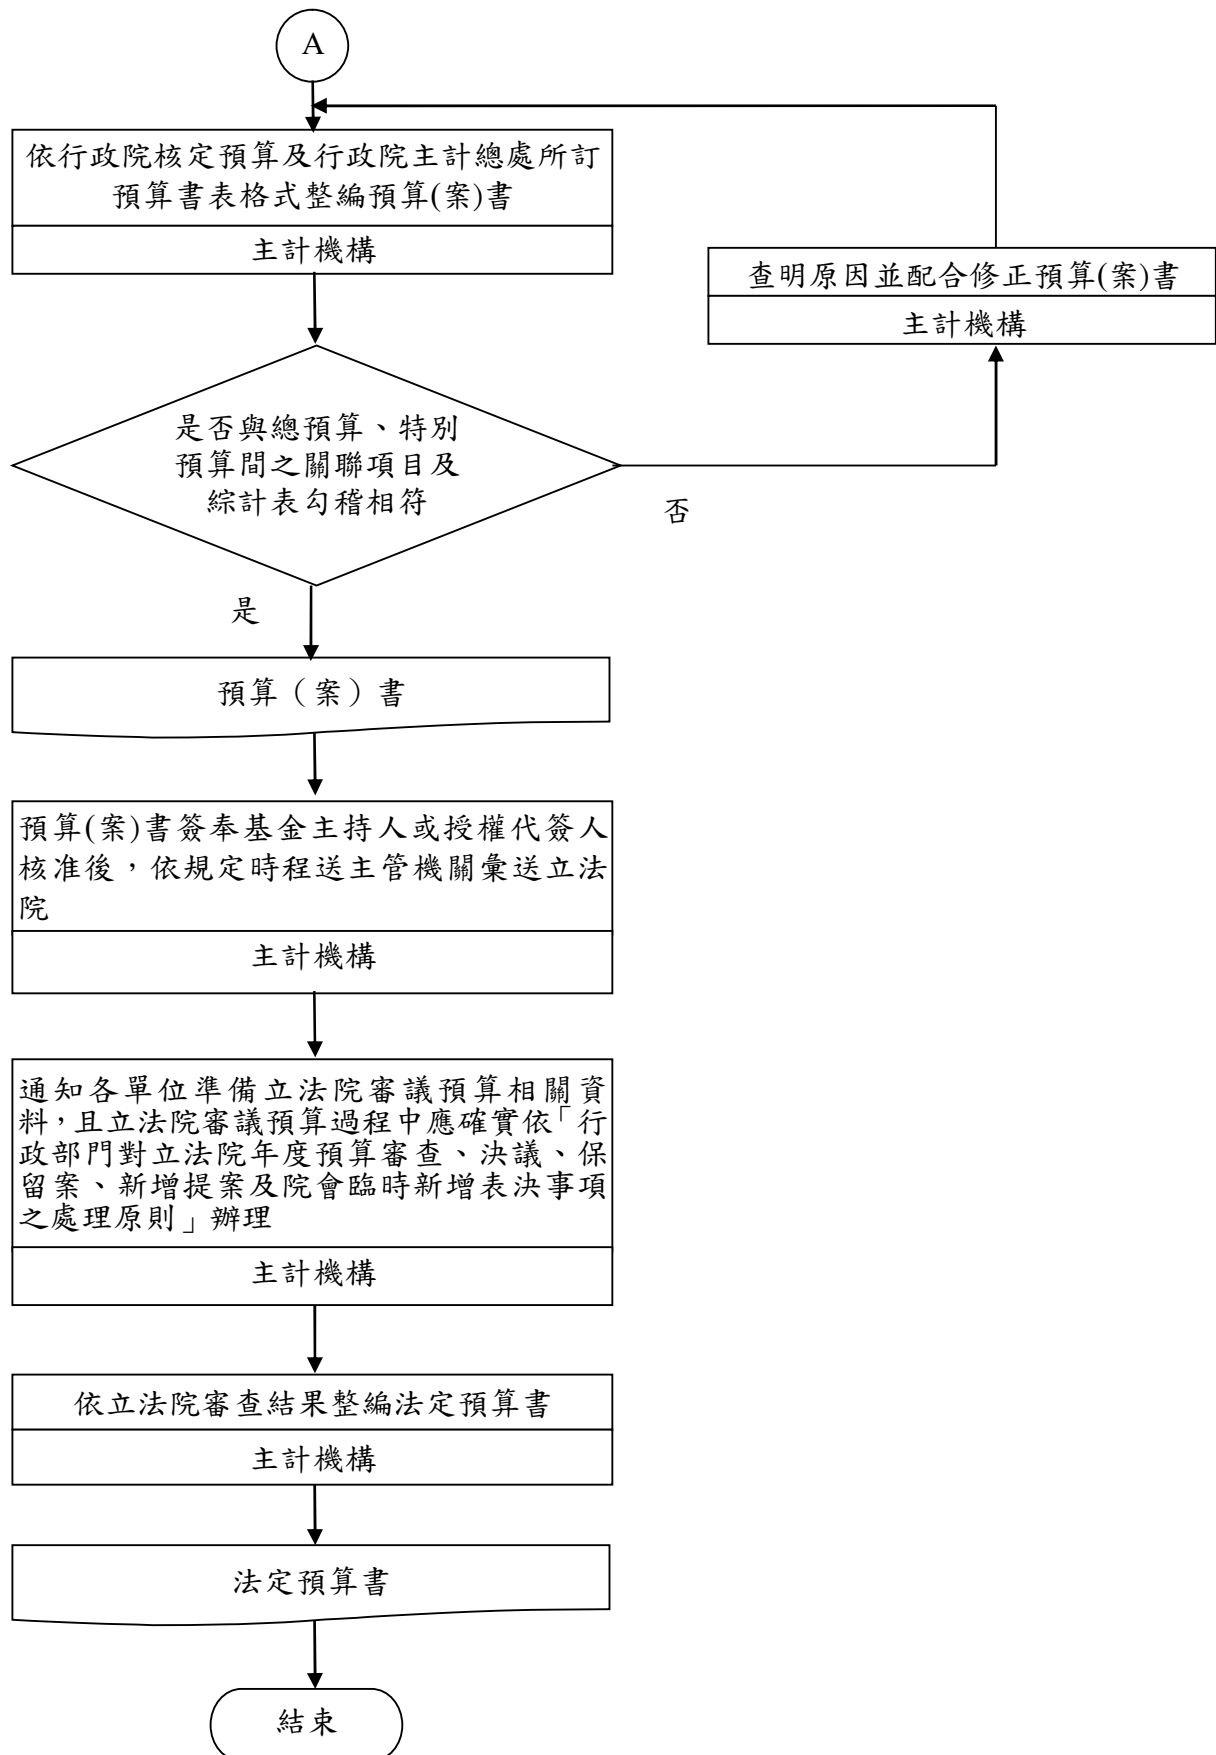 A
依行政院核定預算及行政院主計總處所訂
預算書表格式整編預算(案)書
主計機構
查明原因並配合修正預算(案)書
主計機構
是否與總預算、特別
預算間之關聯項目及
綜計表勾稽相符
否
是
預算（案）書
預算(案)書簽奉基金主持人或授權代簽人
核准後，依規定時程送主管機關彙送立法
院
主計機構
通知各單位準備立法院審議預算相關資
料，且立法院審議預算過程中應確實依「行
政部門對立法院年度預算審查、決議、保
留案、新增提案及院會臨時新增表決事項
之處理原則」辦理
主計機構
依立法院審查結果整編法定預算書
主計機構
法定預算書
結束